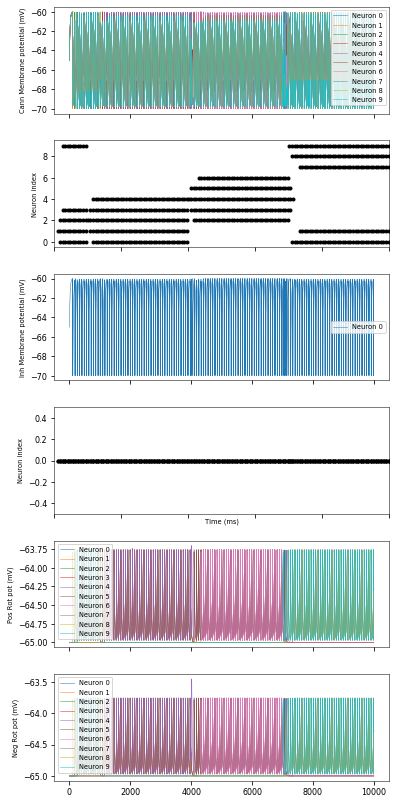 Cann Membrane potential (mV)
−60
−62
−64
−66
−68
−70
Neuron 0
Neuron 1
Neuron 2
Neuron 3
Neuron 4
Neuron 5
Neuron 6
Neuron 7
Neuron 8
Neuron 9
Neuron index
8
6
4
2
0
Inh Membrane potential (mV)
−60
−62
−64
−66
−68
−70
Neuron 0
Neuron index
0.4
0.2
0.0
−0.2
−0.4
Time (ms)
Pos Rot pot (mV)
−63.75
−64.00
−64.25
−64.50
−64.75
−65.00
Neuron 0
Neuron 1
Neuron 2
Neuron 3
Neuron 4
Neuron 5
Neuron 6
Neuron 7
Neuron 8
Neuron 9
Neg Rot pot (mV)
−63.5
−64.0
−64.5
−65.0
Neuron 0
Neuron 1
Neuron 2
Neuron 3
Neuron 4
Neuron 5
Neuron 6
Neuron 7
Neuron 8
Neuron 9
0 2000 4000 6000 8000 10000